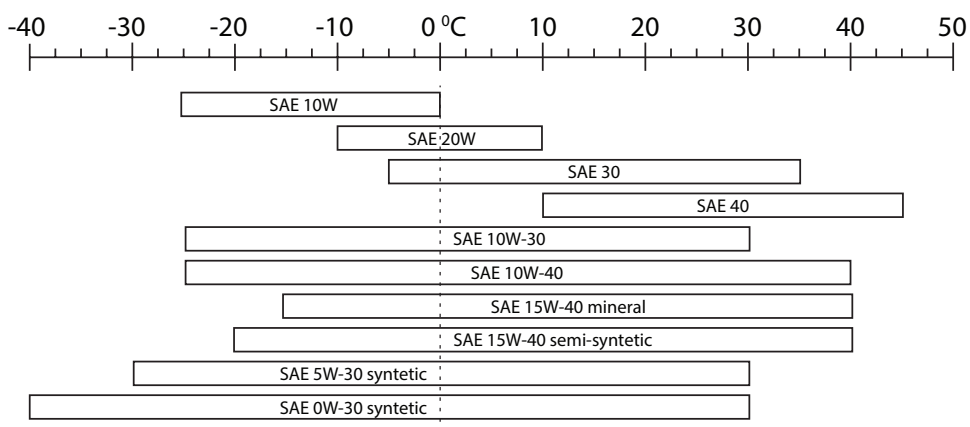 -40 -30 -20 -10 0 ⁰C 10 20 30 40 50
SAE 10W
SAE 20W
SAE 30
SAE 40
SAE 10W-30
SAE 10W-40
SAE 15W-40 mineral
SAE 15W-40 semi-syntetic
SAE 5W-30 syntetic
SAE 0W-30 syntetic